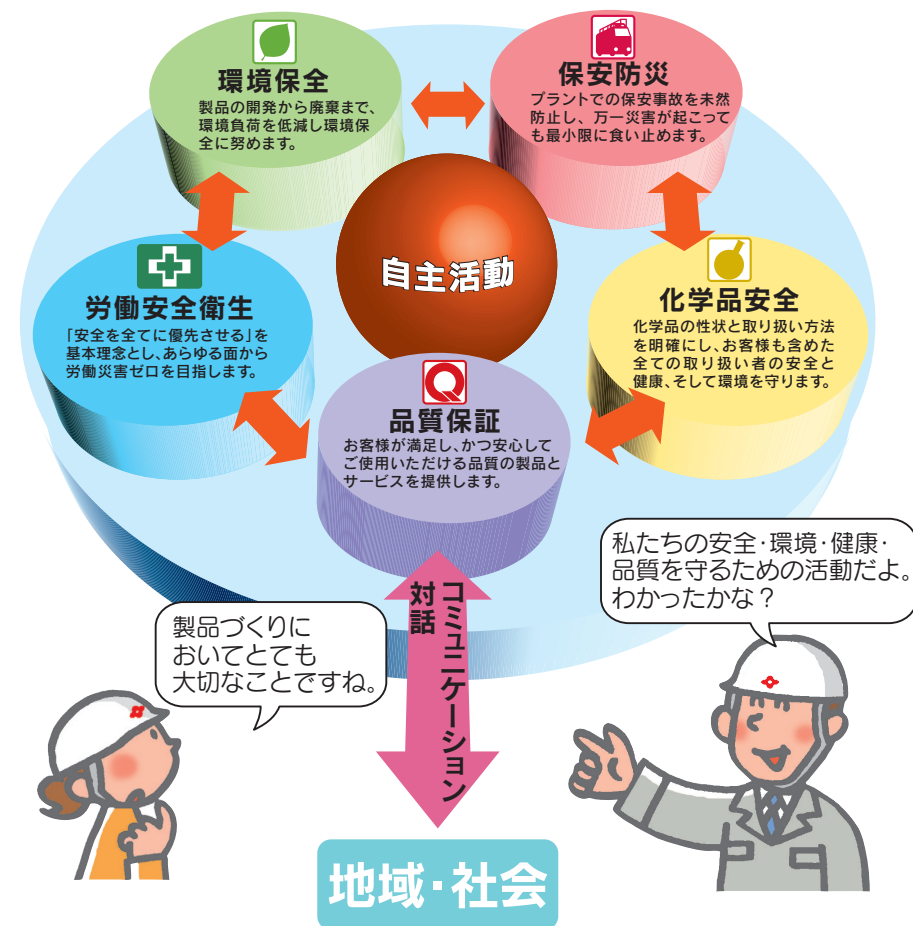 環境保全
製品の開発から廃棄まで、
環境負荷を低減し環境保
全に努めます。
保安防災
プラントでの保安事故を未然
防止し、万一災害が起こって
も最小限に食い止めます。
自主活動
労働安全衛生
「安全を全てに優先させる」を
基本理念とし、あらゆる面から
労働災害ゼロを目指します。
化学品安全
化学品の性状と取り扱い方法
を明確にし、お客様も含めた
全ての取り扱い者の安全と
健康、そして環境を守ります。
品質保証
お客様が満足し、かつ安心して
ご使用いただける品質の製品と
サービスを提供します。
コミュニケーション
対話
製品づくりに
おいてとても
大切なことですね。
私たちの安全・環境・健康・
品質を守るための活動だよ。
わかったかな？
地域・社会